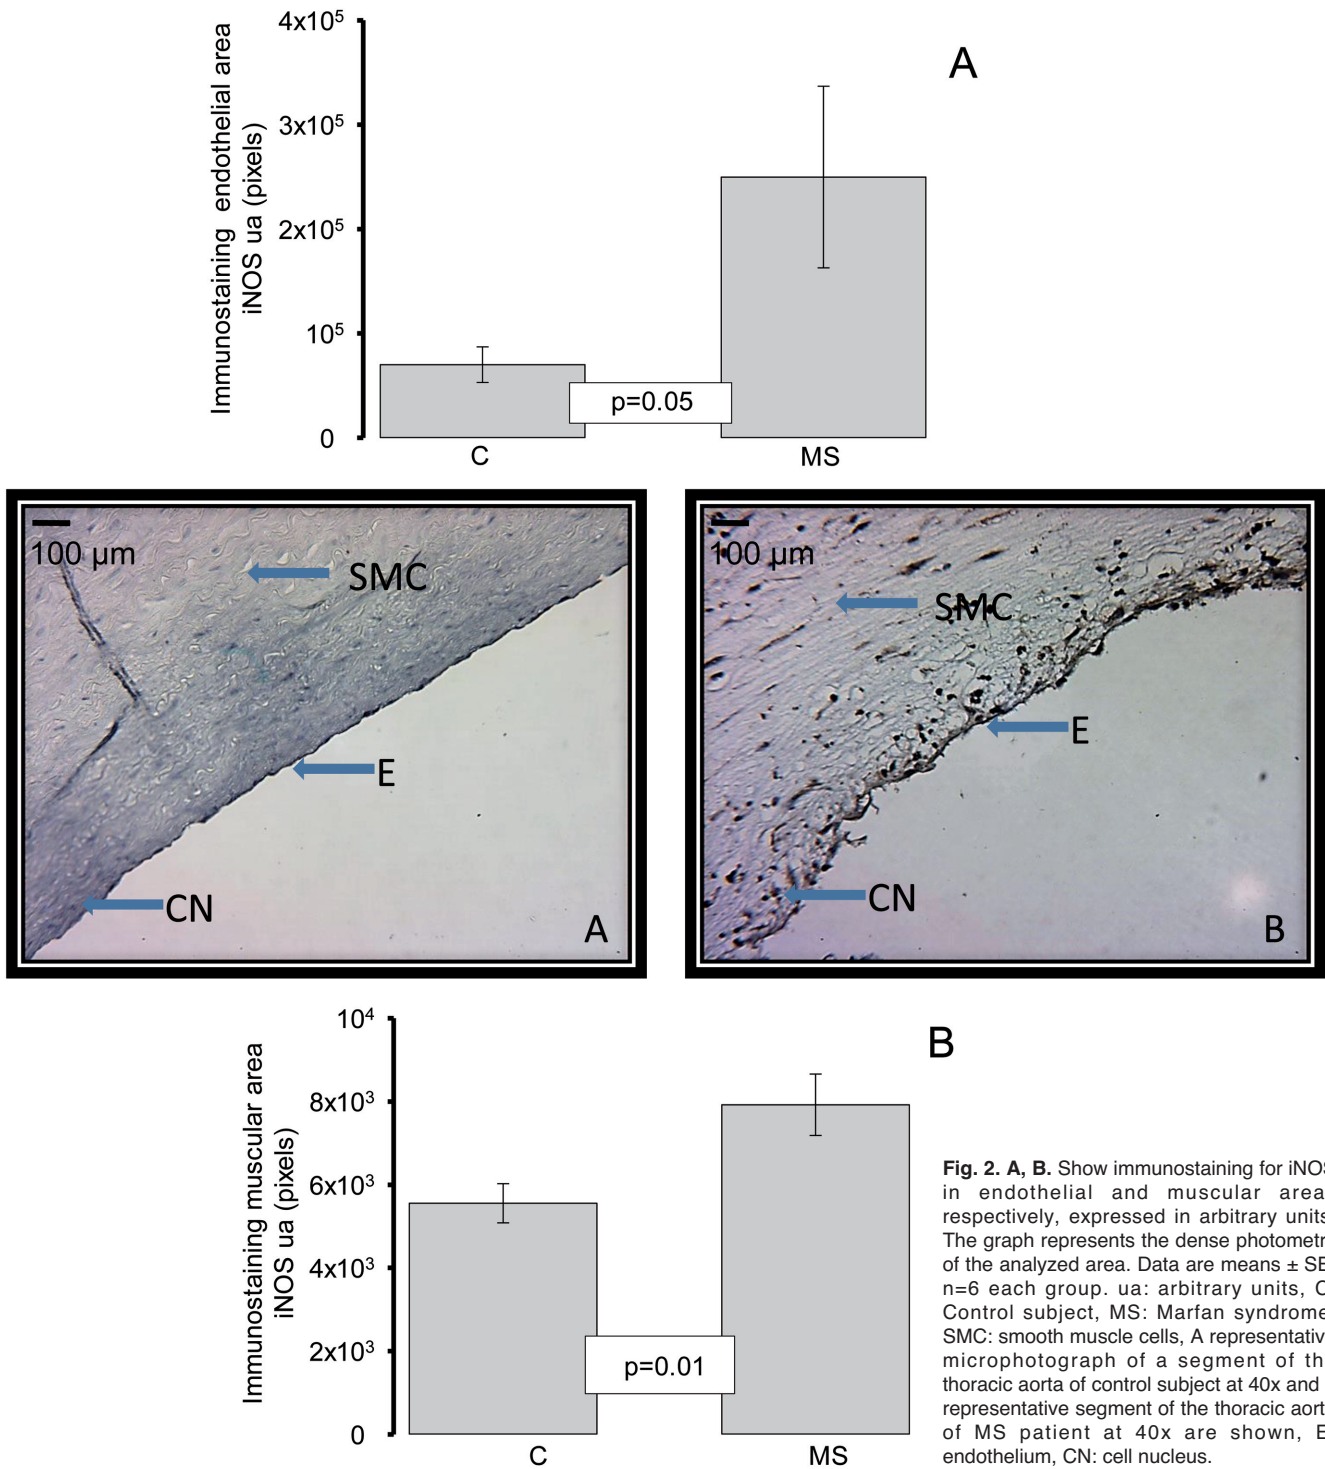 4x10⁵
3x10⁵
2x10⁵
10⁵
0
Immunostaining endothelial area
iNOS ua (pixels)
A
p=0.05
C
MS
100 µm
SMC
E
CN
A
100 µm
SMC
E
CN
B
10⁴
8x10³
6x10³
4x10³
2x10³
0
Immunostaining muscular area
iNOS ua (pixels)
B
p=0.01
C
MS
Fig. 2. A, B. Show immunostaining for iNOS
in endothelial and muscular area
respectively, expressed in arbitrary units
The graph represents the dense photometr
of the analyzed area. Data are means ± SE
n=6 each group. ua: arbitrary units, C
Control subject, MS: Marfan syndrome
SMC: smooth muscle cells, A representativ
microphotograph of a segment of th
thoracic aorta of control subject at 40x and
representative segment of the thoracic aort
of MS patient at 40x are shown, E
endothelium, CN: cell nucleus.